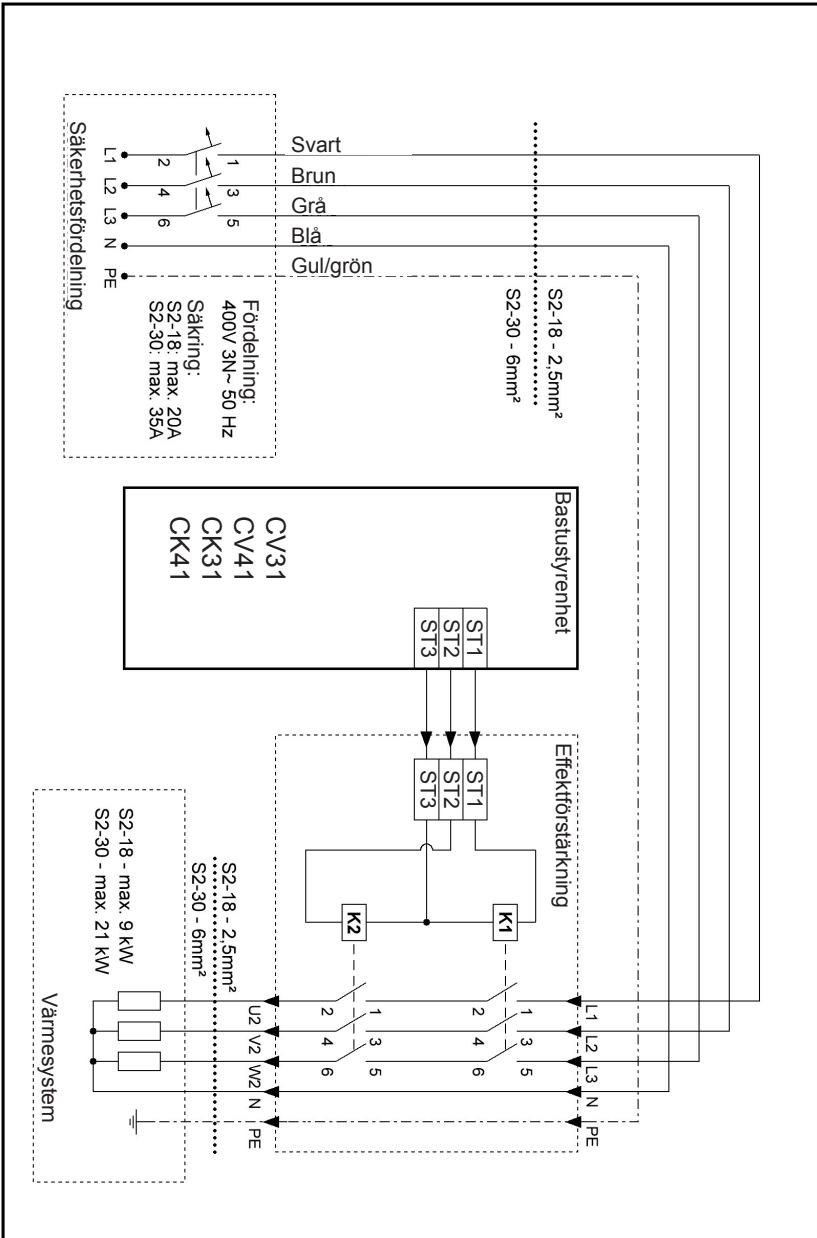 Svart
Brun
Grå
Blå
Gul/grön
Säkerhetsfördelning
L1
L2
L3
N
PE
2
4
6
1
3
5
Fördelning:
400V 3N~ 50 Hz
Säkring:
S2-18: max. 20A
S2-30: max. 35A
S2-18 - 2,5mm²
S2-30 - 6mm²
Bastustyrenhet
CV31
CV41
CK31
CK41
ST1
ST2
ST3
Effektförstärkning
ST1
ST2
ST3
K1
K2
L1
L2
L3
N
PE
1
3
5
2
4
6
1
3
5
2
4
6
U2
V2
W2
N
PE
S2-18 - 2,5mm²
S2-30 - 6mm²
S2-18 - max. 9 kW
S2-30 - max. 21 kW
Värmesystem